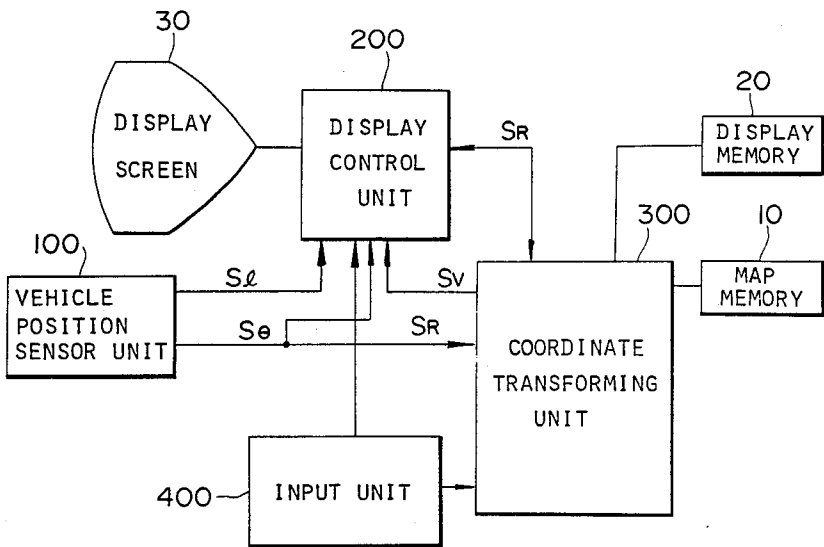 30
200
20
DISPLAY
SCREEN
DISPLAY
CONTROL
UNIT
SR
DISPLAY
MEMORY
100
300
10
VEHICLE
POSITION
SENSOR UNIT
Sℓ
SV
MAP
MEMORY
Sθ
SR
COORDINATE
TRANSFORMING
UNIT
400
INPUT UNIT